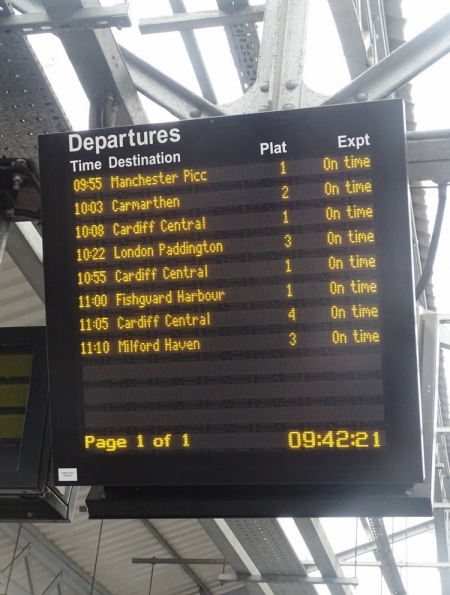 Departures
Time Destination Plat Expt
09:55 Manchester Picc 1 On time
10:03 Carmarthen 2 On time
10:08 Cardiff Central 1 On time
10:22 London Paddington 3 On time
10:55 Cardiff Central 1 On time
11:00 Fishguard Harbour 1 On time
11:05 Cardiff Central 4 On time
11:10 Milford Haven 3 On time
Page 1 of 1 09:42:21